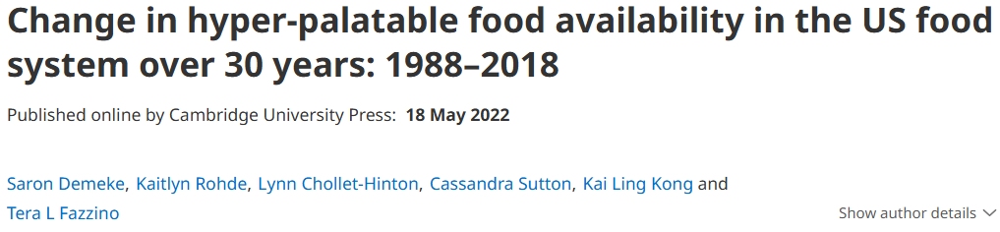 Change in hyper-palatable food availability in the US food
system over 30 years: 1988–2018
Published online by Cambridge University Press: 18 May 2022
Saron Demeke, Kaitlyn Rohde, Lynn Chollet-Hinton, Cassandra Sutton, Kai Ling Kong and
Tera L Fazzino
Show author details